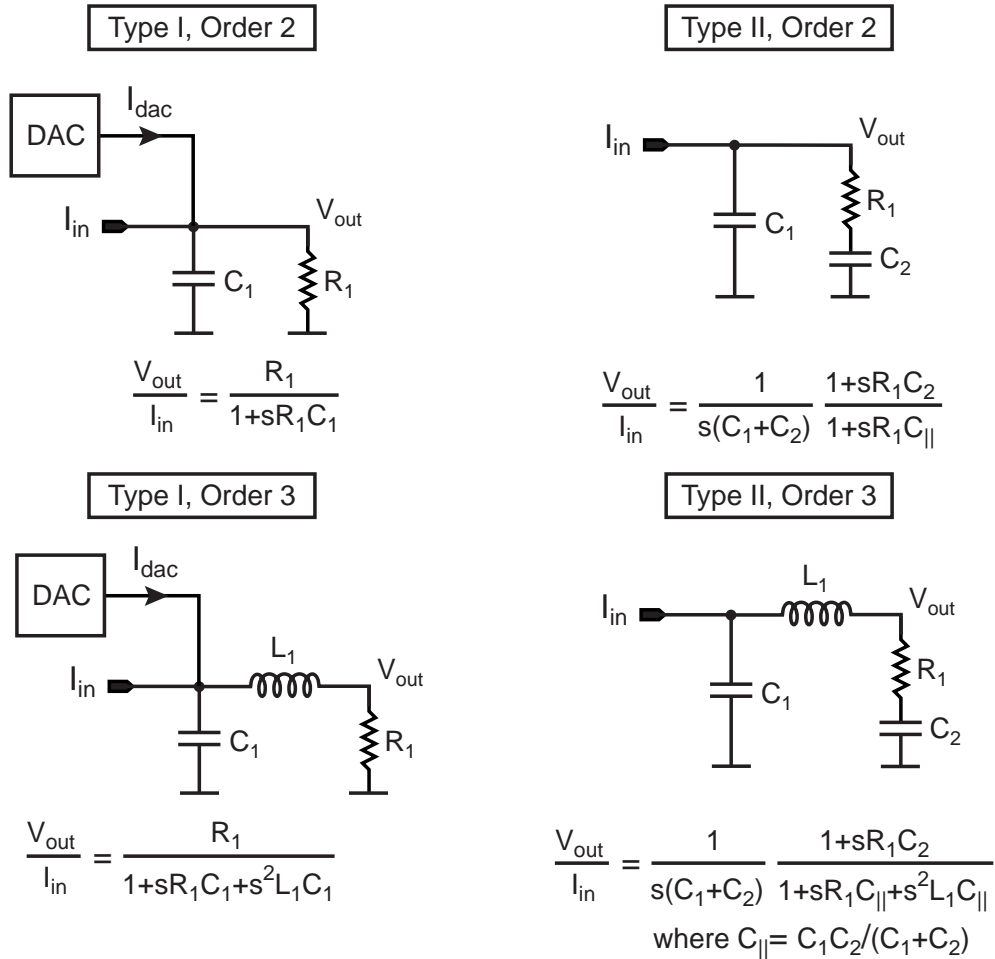 Type I, Order 2
I_dac
DAC
I_in
V_out
C_1
R_1
V_out / I_in = R_1 / 1+sR_1C_1
Type II, Order 2
I_in
V_out
R_1
C_1
C_2
V_out / I_in = 1 / s(C_1+C_2) 1+sR_1C_2 / 1+sR_1C_||
Type I, Order 3
I_dac
DAC
L_1
I_in
V_out
C_1
R_1
V_out / I_in = R_1 / 1+sR_1C_1+s^2L_1C_1
Type II, Order 3
L_1
I_in
V_out
R_1
C_1
C_2
V_out / I_in = 1 / s(C_1+C_2) 1+sR_1C_2 / 1+sR_1C_||+s^2L_1C_||
where C_||= C_1C_2/(C_1+C_2)